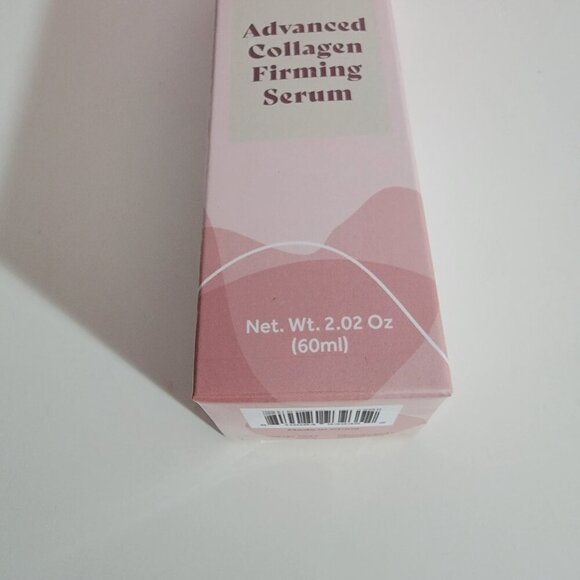 Advanced
Collagen
Firming
Serum
Net. Wt. 2.02 Oz
(60ml)